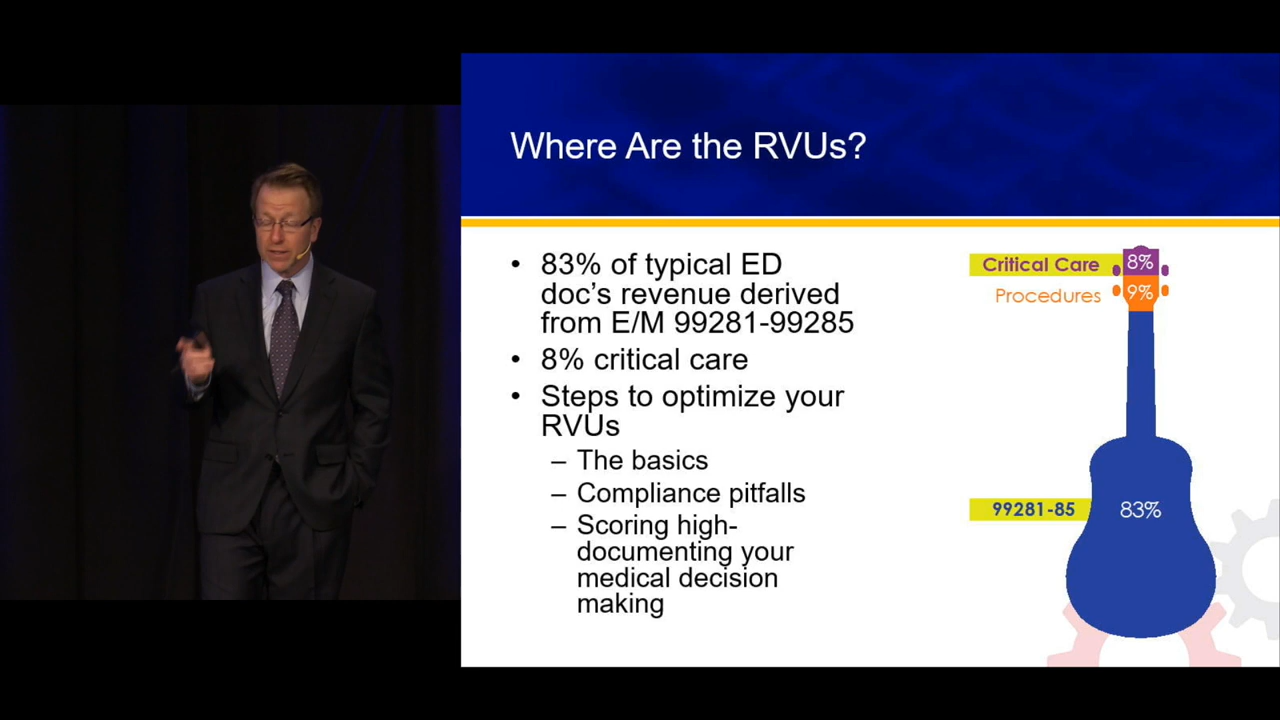 Where Are the RVUs?
• 83% of typical ED
doc's revenue derived
from E/M 99281-99285
• 8% critical care
• Steps to optimize your
RVUs
– The basics
– Compliance pitfalls
– Scoring high-
documenting your
medical decision
making
Critical Care 8%
Procedures 9%
99281-85 83%